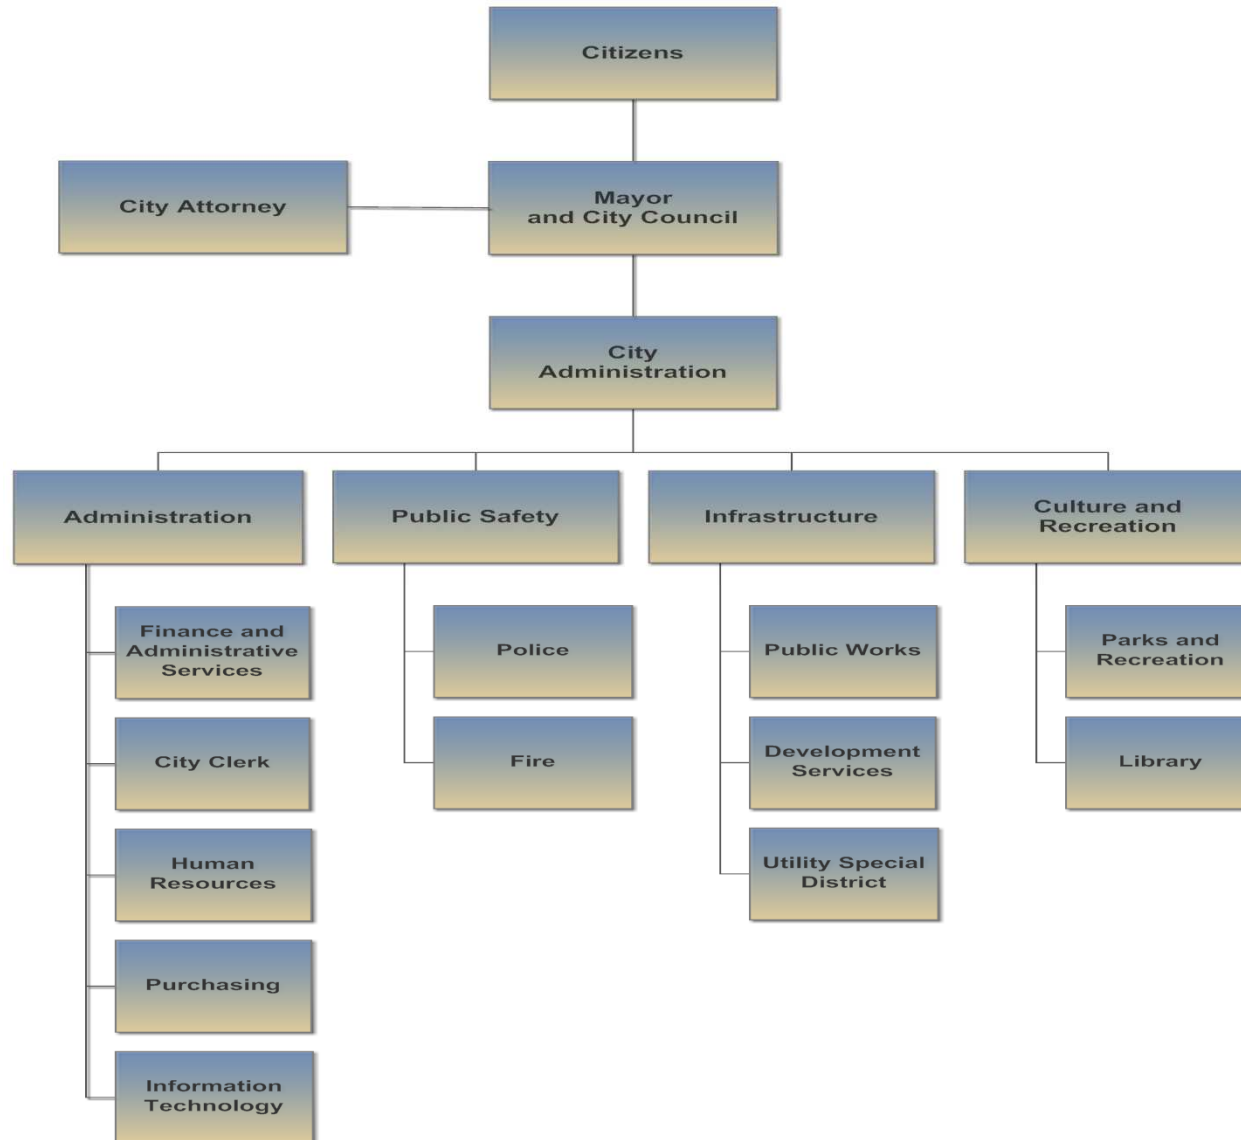 Citizens
City Attorney
Mayor
and City Council
City
Administration
Administration
Public Safety
Infrastructure
Culture and
Recreation
Finance and
Administrative
Services
City Clerk
Human
Resources
Purchasing
Information
Technology
Police
Fire
Public Works
Development
Services
Utility Special
District
Parks and
Recreation
Library